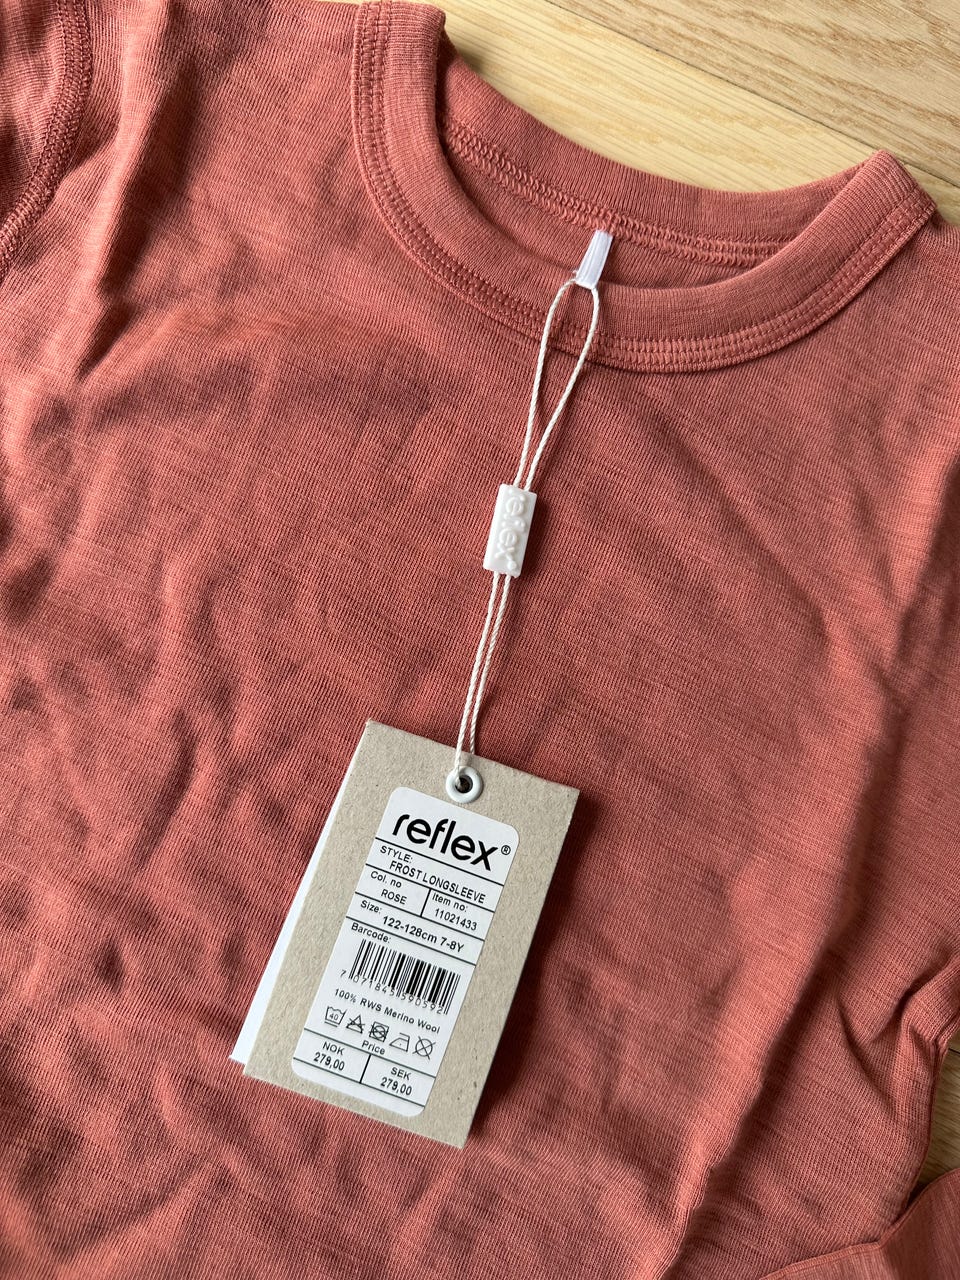 reflex®
reflex®
STYLE:
FROST LONGSLEEVE
Col. no
ROSE
Item no:
11021433
Size: 122-128cm 7-8Y
Barcode:
100% RWS Merino Wool
40
Price
NOK
279,00
SEK
279,00